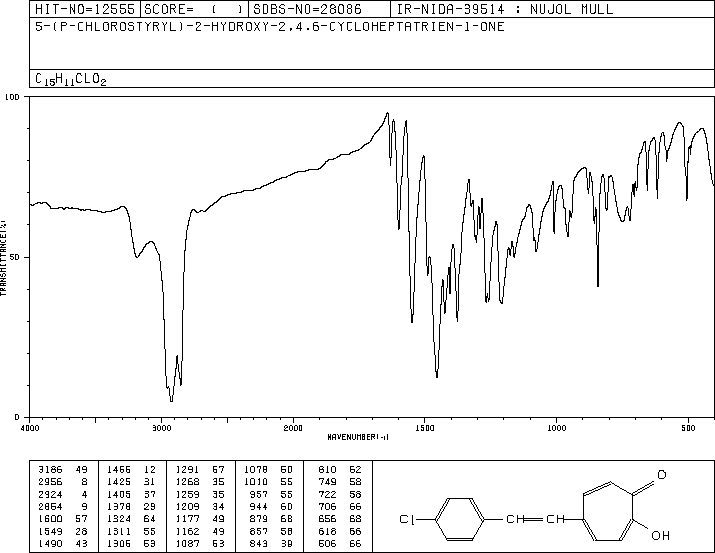 HIT-NO=12555 SCORE= ( ) SDBS-NO=28086 IR-NIDA-39514 : NUJOL MULL
5-(P-CHLOROSTYRYL)-2-HYDROXY-2,4,6-CYCLOHEPTATRIEN-1-ONE
C15H11CLO2
100
TRANSMITTANCE(%)
50
0
4000 3000 2000 1500 1000 500
WAVENUMBER(-1)
3186 49 1466 12 1291 57 1078 50 810 62
2956 8 1425 31 1268 35 1010 55 749 58
2924 4 1405 37 1259 35 957 55 722 58
2854 9 1378 29 1209 34 944 60 706 66
1600 57 1324 64 1177 49 879 68 656 68
1549 28 1311 55 1162 49 857 58 618 66
1490 43 1306 53 1087 53 843 39 506 66
O
Cl CH CH
OH